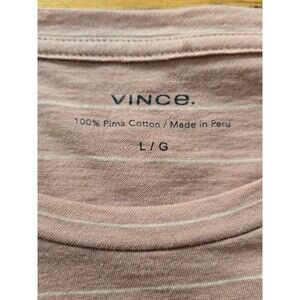 VINCE.
100% Pima Cotton / Made in Peru
L / G